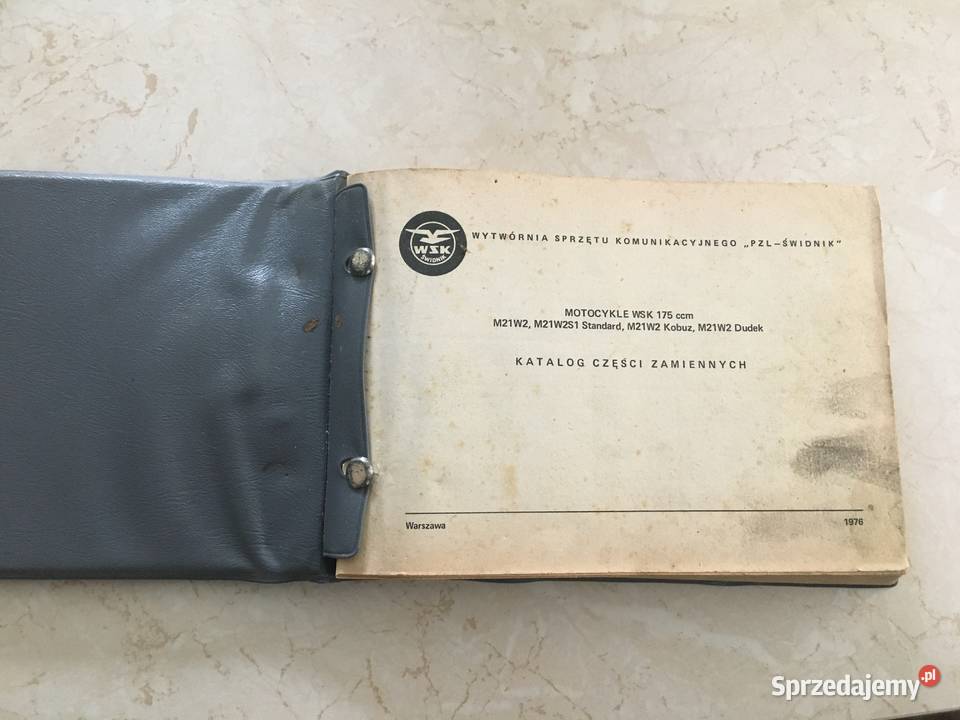 WSK
ŚWIDNIK
WYTWÓRNIA SPRZĘTU KOMUNIKACYJNEGO „PZL–ŚWIDNIK”
MOTOCYKLE WSK 175 ccm
M21W2, M21W2S1 Standard, M21W2 Kobuz, M21W2 Dudek
KATALOG CZĘŚCI ZAMIENNYCH
Warszawa 1976
Sprzedajemy.pl